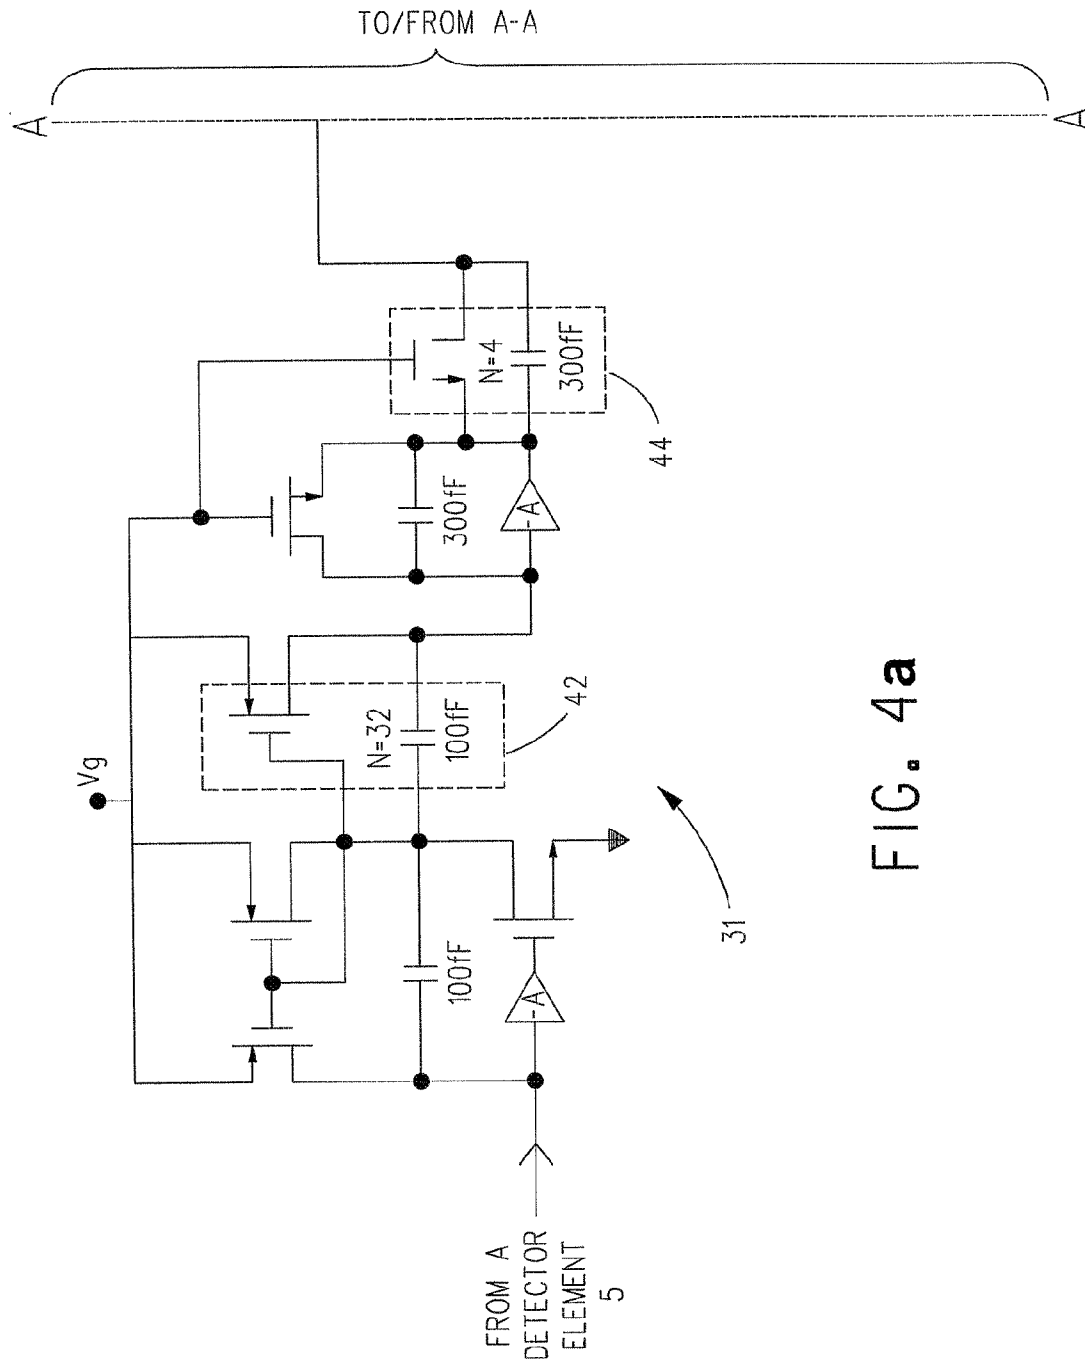 TO/FROM A-A
A
A
Vg
N=32
100fF
42
100fF
-A
31
300fF
-A
N=4
300fF
44
FROM A
DETECTOR
ELEMENT
5
FIG. 4a